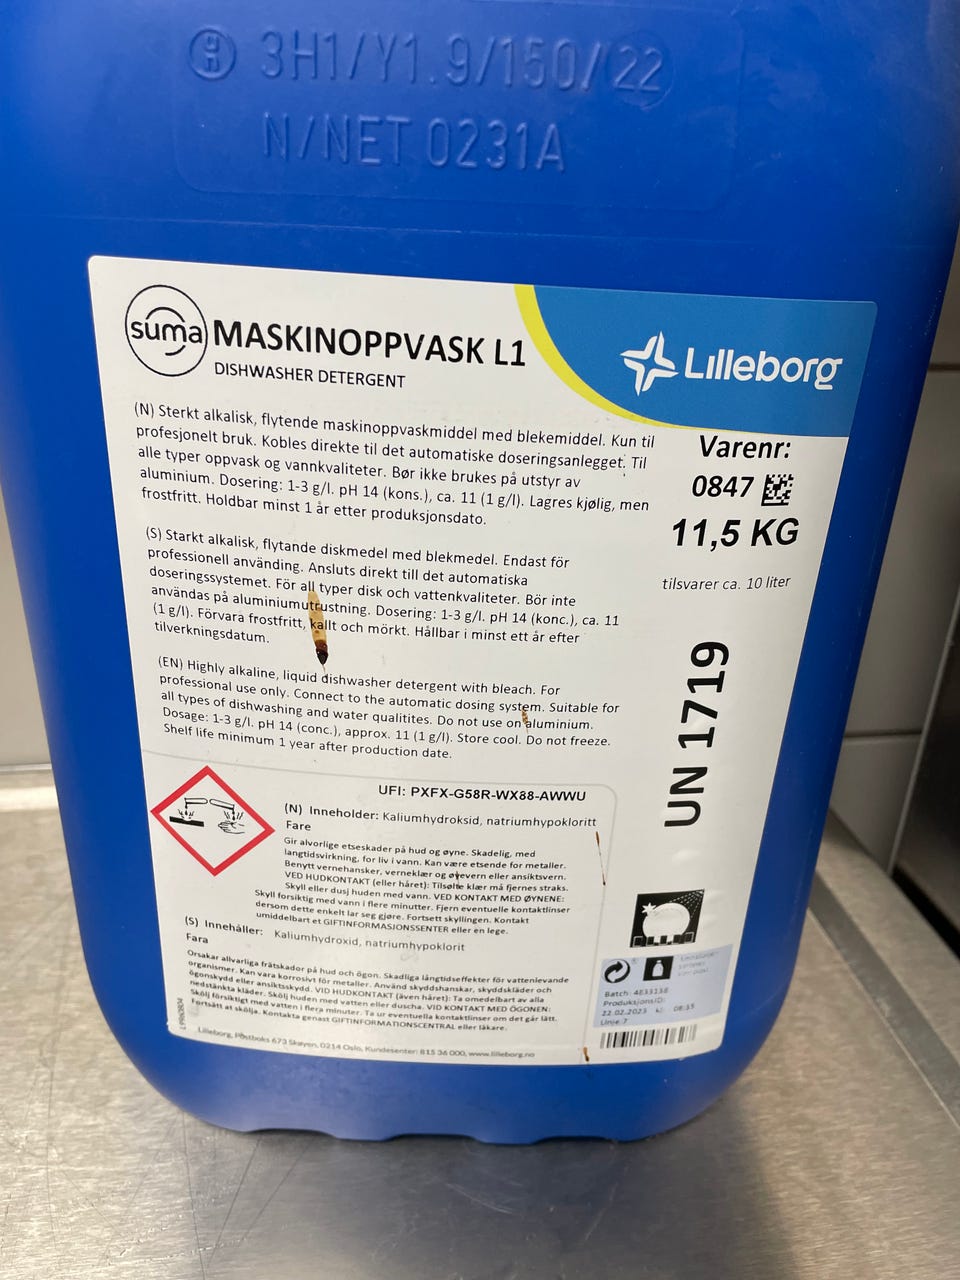 3H1/Y1.9/150/22
N/NET 0231A
suma
MASKINOPPVASK L1
DISHWASHER DETERGENT
Lilleborg
(N) Sterkt alkalisk, flytende maskinoppvaskmiddel med blekemiddel. Kun til
profesjonelt bruk. Kobles direkte til det automatiske doseringsanlegget. Til
alle typer oppvask og vannkvaliteter. Bør ikke brukes på utstyr av
aluminium. Dosering: 1-3 g/l. pH 14 (kons.), ca. 11 (1 g/l). Lagres kjølig, men
frostfritt. Holdbar minst 1 år etter produksjonsdato.
Varenr:
0847
11,5 KG
tilsvarer ca. 10 liter
(S) Starkt alkalisk, flytande diskmedel med blekmedel. Endast för
professionell använding. Ansluts direkt till det automatiska
doseringssystemet. För all typer disk och vattenkvaliteter. Bör inte
användas på aluminiumutrustning. Dosering: 1-3 g/l. pH 14 (konc.), ca. 11
(1 g/l). Förvara frostfritt, kallt och mörkt. Hållbar i minst ett år efter
tilverkningsdatum.
(EN) Highly alkaline, liquid dishwasher detergent with bleach. For
professional use only. Connect to the automatic dosing system. Suitable for
all types of dishwashing and water qualitites. Do not use on aluminium.
Dosage: 1-3 g/l. pH 14 (conc.), approx. 11 (1 g/l). Store cool. Do not freeze.
Shelf life minimum 1 year after production date.
UN 1719
UFI: PXFX-G58R-WX88-AWWU
(N) Inneholder: Kaliumhydroksid, natriumhypokloritt
Fare
Gir alvorlige etseskader på hud og øyne. Skadelig, med
langtidsvirkning, for liv i vann. Kan være etsende for metaller.
Benytt vernehansker, verneklær og øyevern eller ansiktsvern.
VED HUDKONTAKT (eller håret): Tilsølte klær må fjernes straks.
Skyll eller dusj huden med vann. VED KONTAKT MED ØYNENE:
Skyll forsiktig med vann i flere minutter. Fjern eventuelle kontaktlinser
dersom dette enkelt lar seg gjøre. Fortsett skyllingen. Kontakt
umiddelbart et GIFTINFORMASJONSSENTER eller en lege.
(S) Innehåller: Kaliumhydroxid, natriumhypoklorit
Fara
Orsakar allvarliga frätskador på hud och ögon. Skadliga långtidseffekter för vattenlevande
organismer. Kan vara korrosivt för metaller. Använd skyddshanskar, skyddskläder och
ögonskydd eller ansiktsskydd. VID HUDKONTAKT (även håret): Ta omedelbart av alla
nedstänkta kläder. Skölj huden med vatten eller duscha. VID KONTAKT MED ÖGONEN:
Skölj försiktigt med vatten i flera minuter. Ta ur eventuella kontaktlinser om det går lätt.
Fortsätt at skölja. Kontakta genast GIFTINFORMATIONSCENTRAL eller läkare.
Lilleborg, Postboks 673 Skøyen, 0214 Oslo, Kundesenter: 815 36 000, www.lilleborg.no
Batch: 4833138
Produksjons/D:
22.02.2023 kl: 08:15
Linje: 7